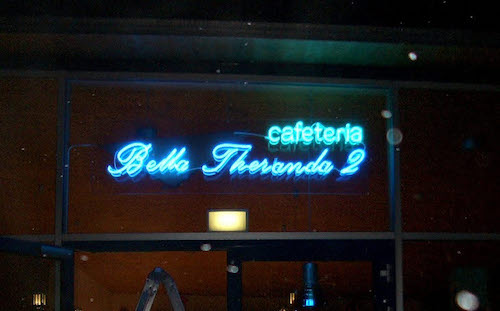 cafeteria
Bella Theranda 2